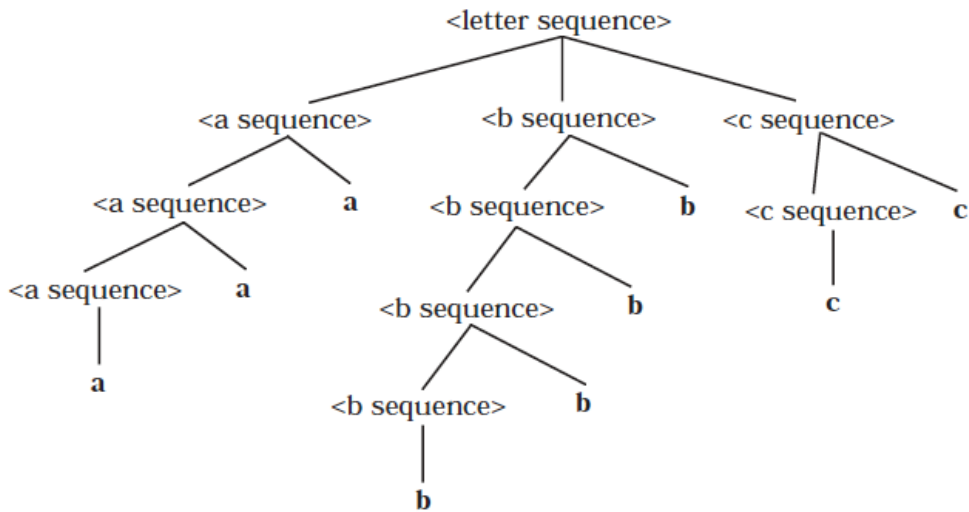 <letter sequence>
<a sequence> <b sequence> <c sequence>
<a sequence> a <b sequence> b <c sequence> c
<a sequence> a <b sequence> b c
a <b sequence> b
b